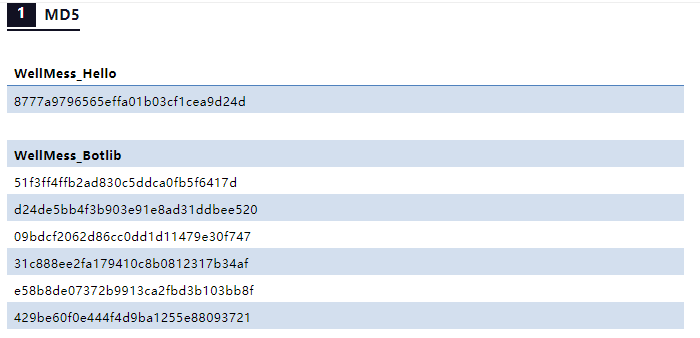 1 MD5
WellMess_Hello
8777a9796565effa01b03cf1cea9d24d
WellMess_Botlib
51f3ff4ffb2ad830c5ddca0fb5f6417d
d24de5bb4f3b903e91e8ad31ddbee520
09bdcf2062d86cc0dd1d11479e30f747
31c888ee2fa179410c8b0812317b34af
e58b8de07372b9913ca2fbd3b103bb8f
429be60f0e444f4d9ba1255e88093721